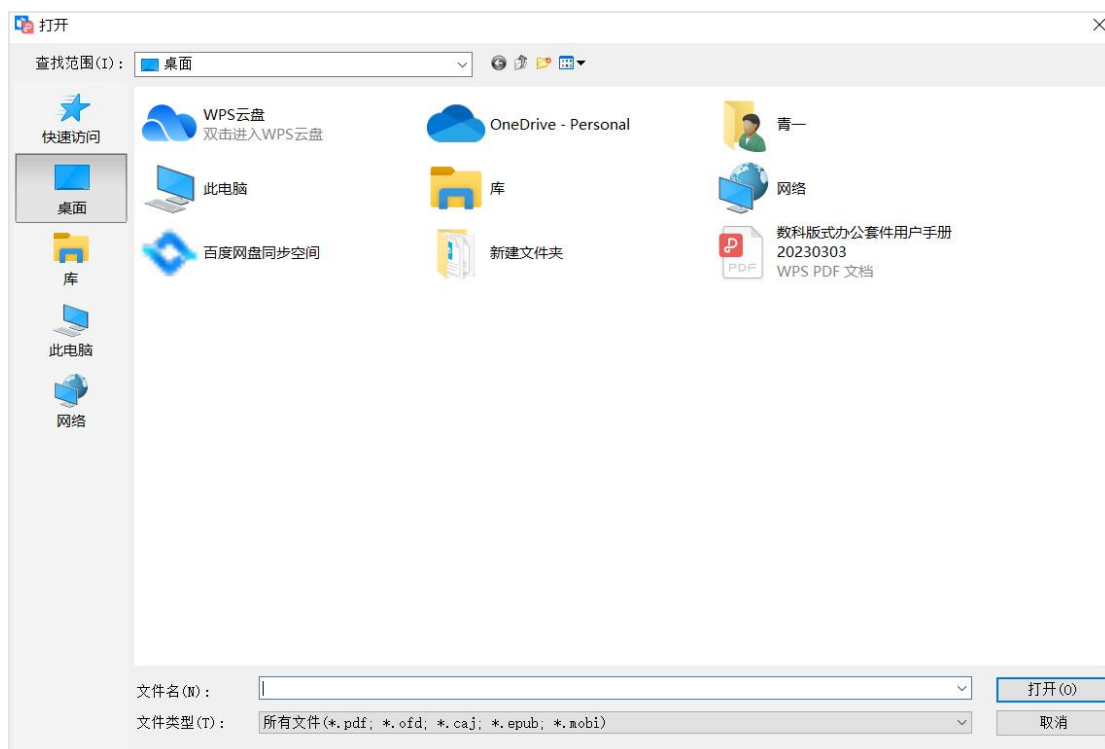 打开
查找范围(I):
桌面
快速访问
桌面
库
此电脑
网络
WPS云盘
双击进入WPS云盘
OneDrive - Personal
青一
此电脑
库
网络
百度网盘同步空间
新建文件夹
数科版式办公套件用户手册
20230303
WPS PDF 文档
PDF
文件名(N):
打开(O)
文件类型(T):
所有文件(*.pdf; *.ofd; *.caj; *.epub; *.mobi)
取消